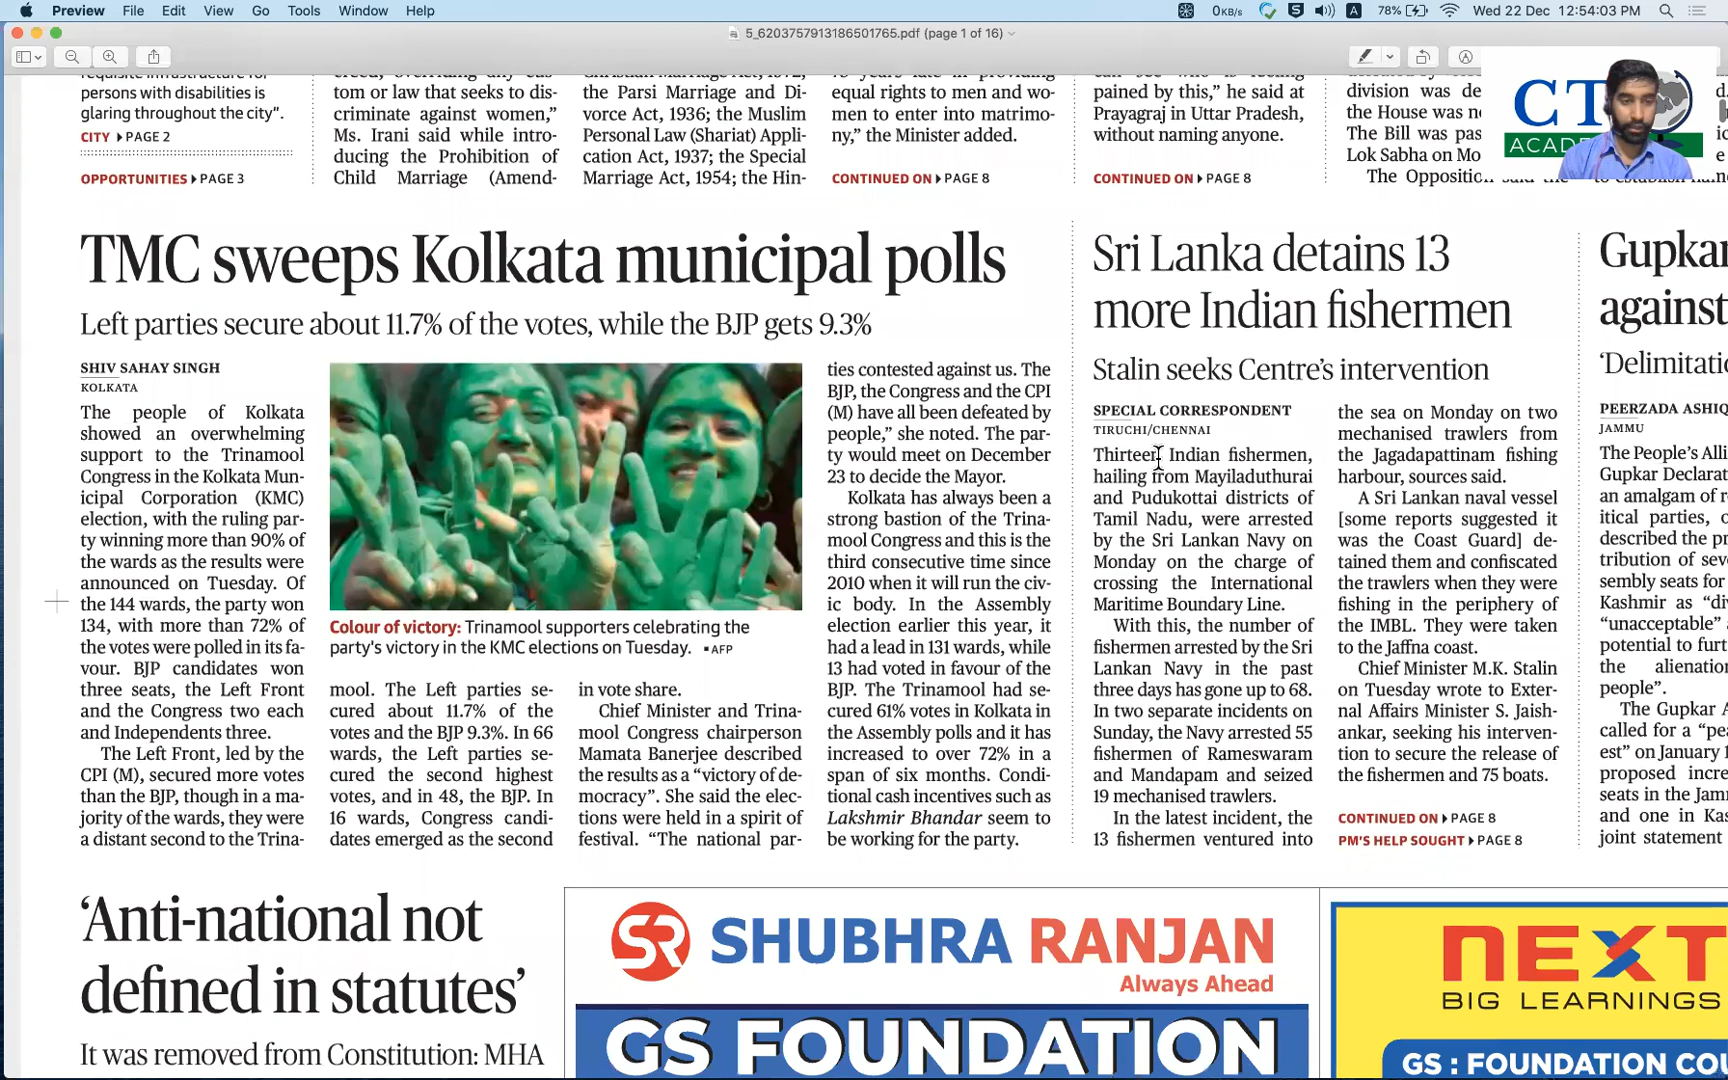 Preview File Edit View Go Tools Window Help
0KB/s
A
78%
Wed 22 Dec 12:54:03 PM
5_6203757913186501765.pdf (page 1 of 16)
persons with disabilities is
glaring throughout the city".
CITY PAGE 2
OPPORTUNITIES PAGE 3
tom or law that seeks to dis-
criminate against women,”
Ms. Irani said while intro-
ducing the Prohibition of
Child Marriage (Amend-
the Parsi Marriage and Di-
vorce Act, 1936; the Muslim
Personal Law (Shariat) Appli-
cation Act, 1937; the Special
Marriage Act, 1954; the Hin-
equal rights to men and wo-
men to enter into matrimo-
ny,” the Minister added.
CONTINUED ON PAGE 8
pained by this,” he said at
Prayagraj in Uttar Pradesh,
without naming anyone.
CONTINUED ON PAGE 8
division was de
the House was n
The Bill was pas
Lok Sabha on Mo
The Opposition said the
CT
ACADE
TMC sweeps Kolkata municipal polls
Left parties secure about 11.7% of the votes, while the BJP gets 9.3%
SHIV SAHAY SINGH
KOLKATA
The people of Kolkata
showed an overwhelming
support to the Trinamool
Congress in the Kolkata Mun-
icipal Corporation (KMC)
election, with the ruling par-
ty winning more than 90% of
the wards as the results were
announced on Tuesday. Of
the 144 wards, the party won
134, with more than 72% of
the votes were polled in its fa-
vour. BJP candidates won
three seats, the Left Front
and the Congress two each
and Independents three.
The Left Front, led by the
CPI (M), secured more votes
than the BJP, though in a ma-
jority of the wards, they were
a distant second to the Trina-
Colour of victory: Trinamool supporters celebrating the
party's victory in the KMC elections on Tuesday. ▪AFP
mool. The Left parties se-
cured about 11.7% of the
votes and the BJP 9.3%. In 66
wards, the Left parties se-
cured the second highest
votes, and in 48, the BJP. In
16 wards, Congress candi-
dates emerged as the second
in vote share.
Chief Minister and Trina-
mool Congress chairperson
Mamata Banerjee described
the results as a “victory of de-
mocracy”. She said the elec-
tions were held in a spirit of
festival. “The national par-
ties contested against us. The
BJP, the Congress and the CPI
(M) have all been defeated by
people,” she noted. The par-
ty would meet on December
23 to decide the Mayor.
Kolkata has always been a
strong bastion of the Trina-
mool Congress and this is the
third consecutive time since
2010 when it will run the civ-
ic body. In the Assembly
election earlier this year, it
had a lead in 131 wards, while
13 had voted in favour of the
BJP. The Trinamool had se-
cured 61% votes in Kolkata in
the Assembly polls and it has
increased to over 72% in a
span of six months. Condi-
tional cash incentives such as
Lakshmir Bhandar seem to
be working for the party.
Sri Lanka detains 13
more Indian fishermen
Stalin seeks Centre’s intervention
SPECIAL CORRESPONDENT
TIRUCHI/CHENNAI
Thirteen Indian fishermen,
hailing from Mayiladuthurai
and Pudukottai districts of
Tamil Nadu, were arrested
by the Sri Lankan Navy on
Monday on the charge of
crossing the International
Maritime Boundary Line.
With this, the number of
fishermen arrested by the Sri
Lankan Navy in the past
three days has gone up to 68.
In two separate incidents on
Sunday, the Navy arrested 55
fishermen of Rameswaram
and Mandapam and seized
19 mechanised trawlers.
In the latest incident, the
13 fishermen ventured into
the sea on Monday on two
mechanised trawlers from
the Jagadapattinam fishing
harbour, sources said.
A Sri Lankan naval vessel
[some reports suggested it
was the Coast Guard] de-
tained them and confiscated
the trawlers when they were
fishing in the periphery of
the IMBL. They were taken
to the Jaffna coast.
Chief Minister M.K. Stalin
on Tuesday wrote to Exter-
nal Affairs Minister S. Jaish-
ankar, seeking his interven-
tion to secure the release of
the fishermen and 75 boats.
CONTINUED ON PAGE 8
PM’S HELP SOUGHT PAGE 8
Gupkar
against
‘Delimitatio
PEERZADA ASHIQ
JAMMU
The People’s Alli
Gupkar Declarat
an amalgam of r
itical parties, o
described the pr
tribution of seve
sembly seats for
Kashmir as “div
“unacceptable” a
potential to furt
the alienation
people”.
The Gupkar A
called for a “pea
est” on January 1
proposed incre
seats in the Jam
and one in Kas
joint statement
‘Anti-national not
defined in statutes’
It was removed from Constitution: MHA
SR SHUBHRA RANJAN
Always Ahead
GS FOUNDATION
NEXT
BIG LEARNINGS
GS : FOUNDATION COU